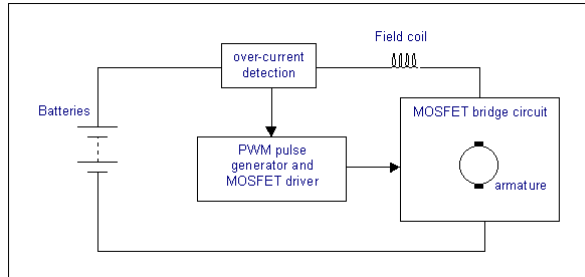 Field coil
over-current
detection
Batteries
MOSFET bridge circuit
PWM pulse
generator and
MOSFET driver
armature